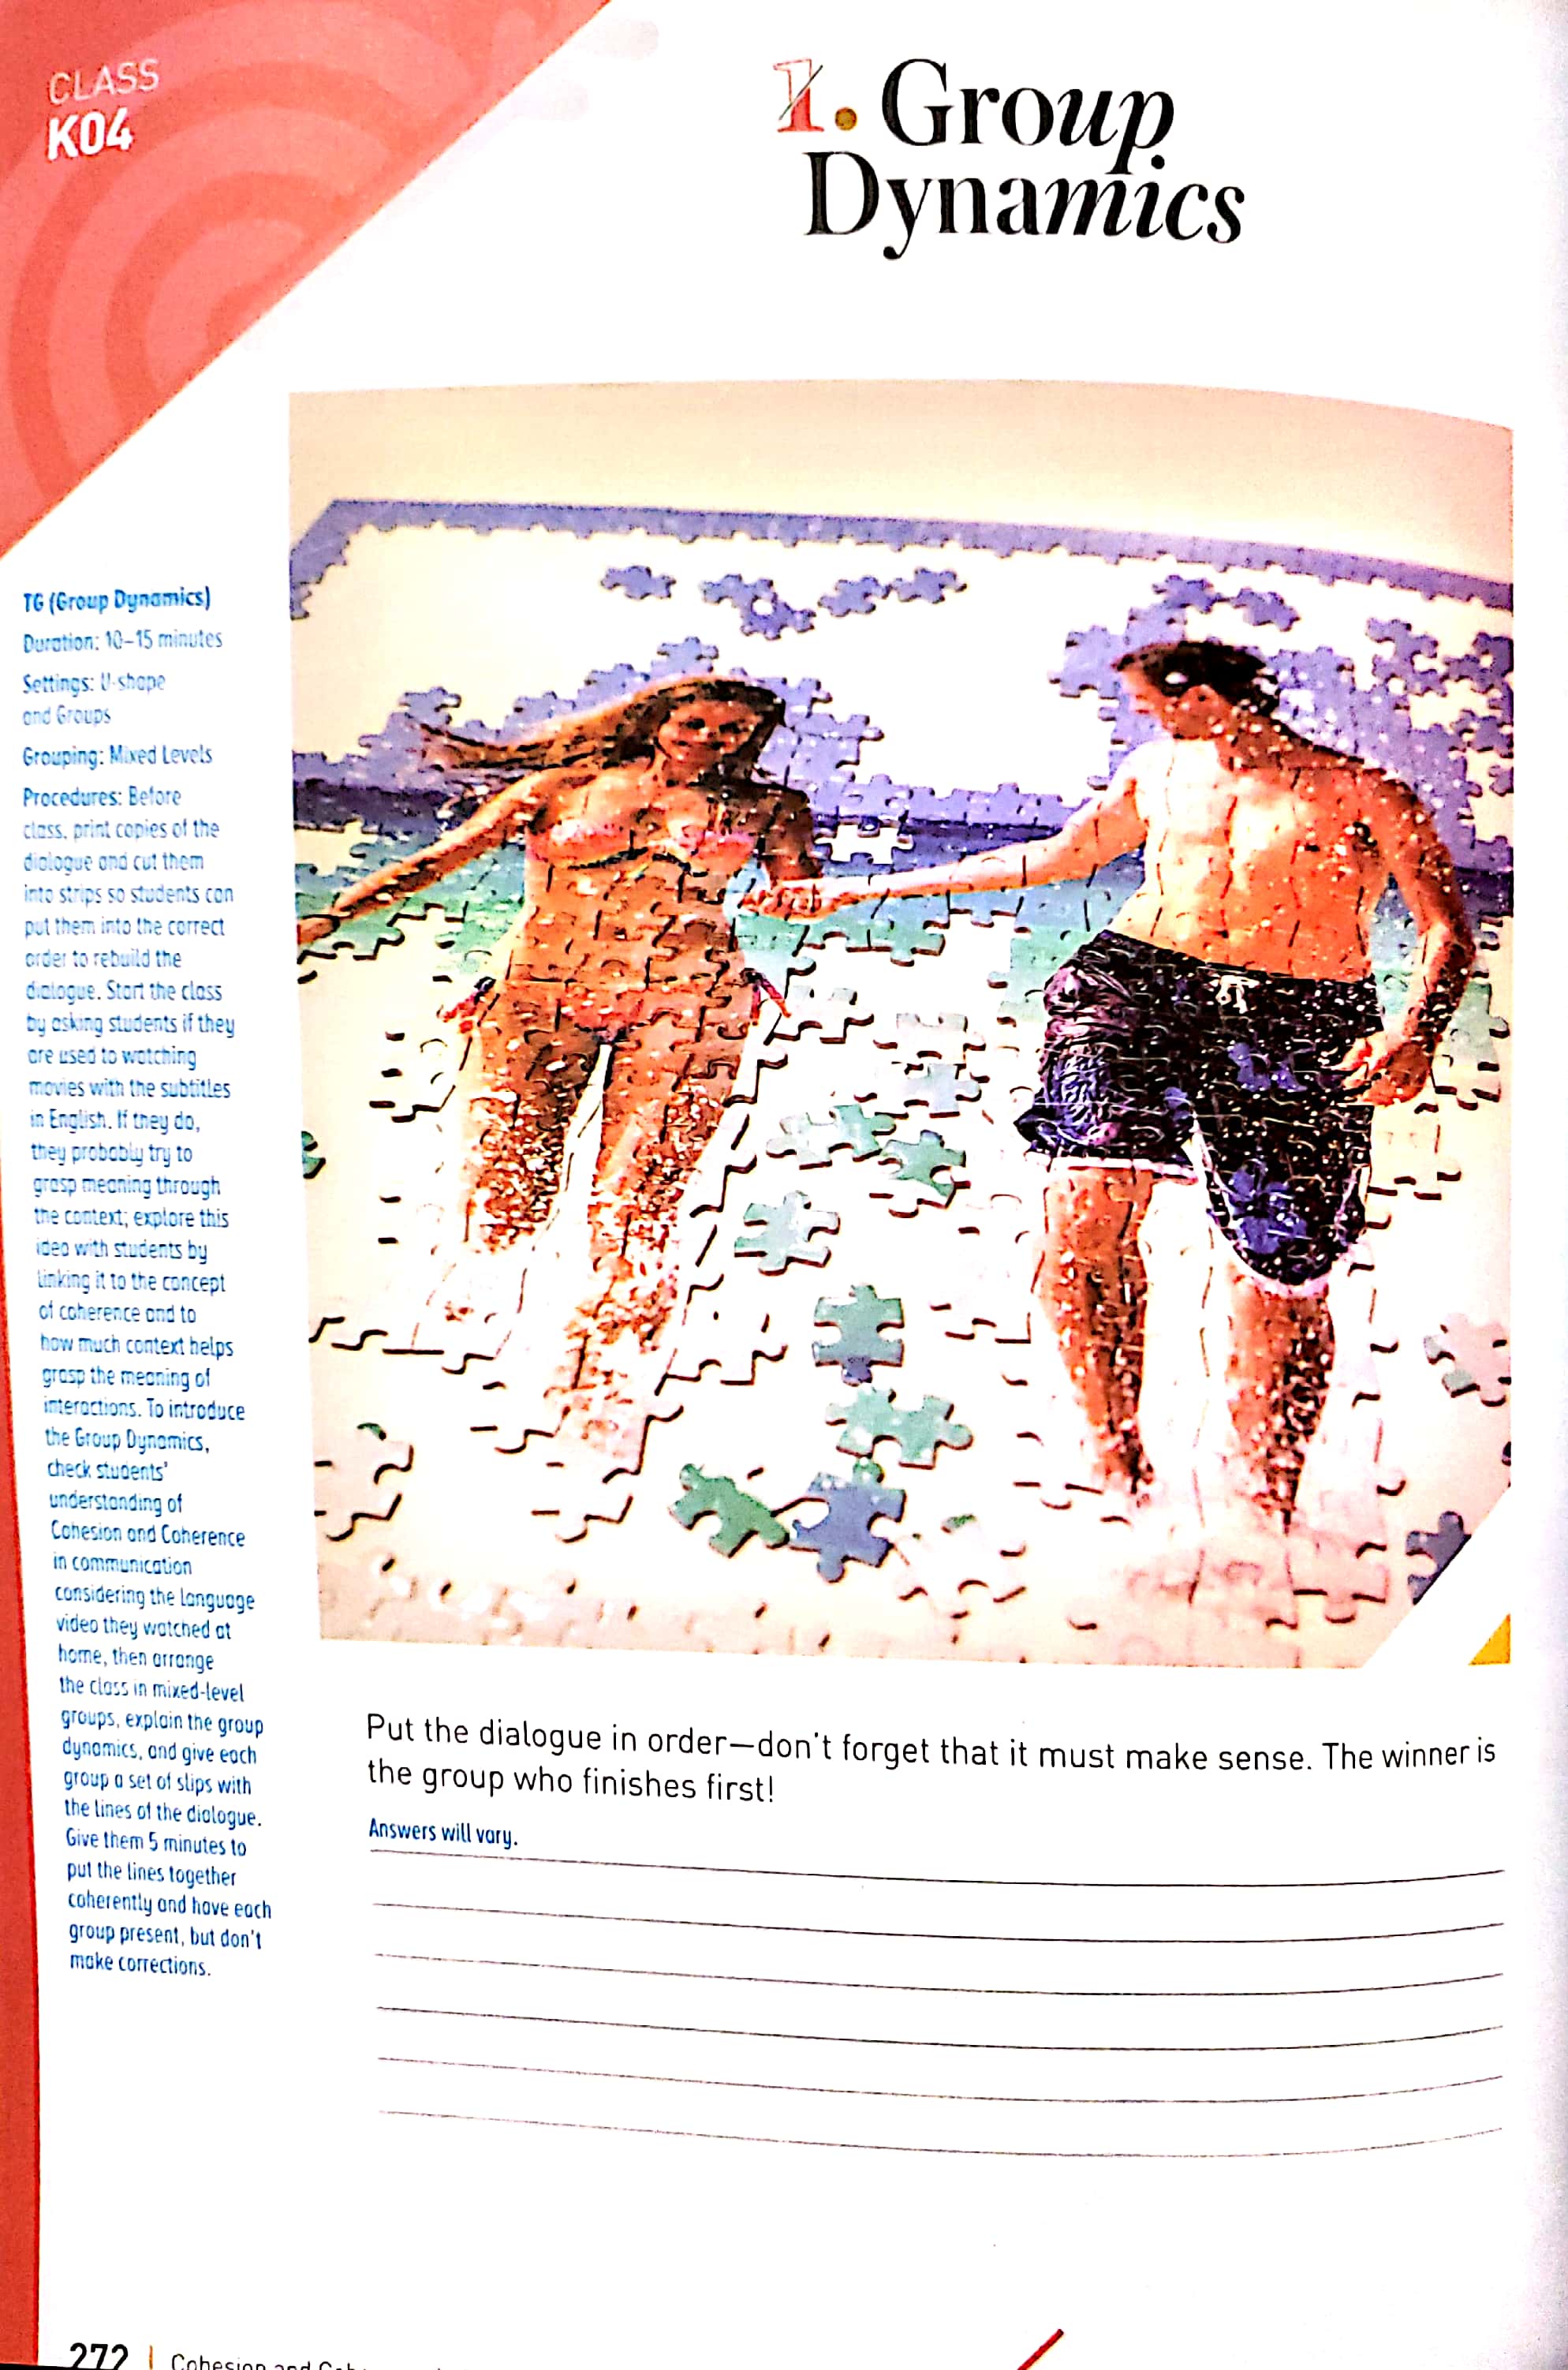 CLASS
K04
1. Group
Dynamics
TG (Group Dynamics)
Duration: 10–15 minutes
Settings: U-shape
and Groups
Grouping: Mixed Levels
Procedures: Before
class, print copies of the
dialogue and cut them
into strips so students can
put them into the correct
order to rebuild the
dialogue. Start the class
by asking students if they
are used to watching
movies with the subtitles
in English. If they do,
they probably try to
grasp meaning through
the context; explore this
idea with students by
linking it to the concept
of coherence and to
how much context helps
grasp the meaning of
interactions. To introduce
the Group Dynamics,
check students'
understanding of
Cohesion and Coherence
in communication
considering the language
video they watched at
home, then arrange
the class in mixed-level
groups, explain the group
dynamics, and give each
group a set of slips with
the lines of the dialogue.
Give them 5 minutes to
put the lines together
coherently and have each
group present, but don't
make corrections.
Put the dialogue in order—don't forget that it must make sense. The winner is
the group who finishes first!
Answers will vary.
272 | Cohesion and